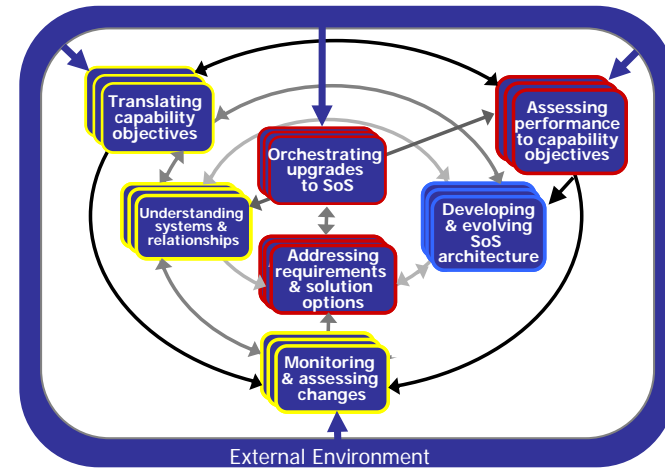 Translating
capability
objectives
Assessing
performance
to capability
objectives
Orchestrating
upgrades
to SoS
Understanding
systems &
relationships
Developing
& evolving
SoS
architecture
Addressing
requirements
& solution
options
Monitoring
& assessing
changes
External Environment